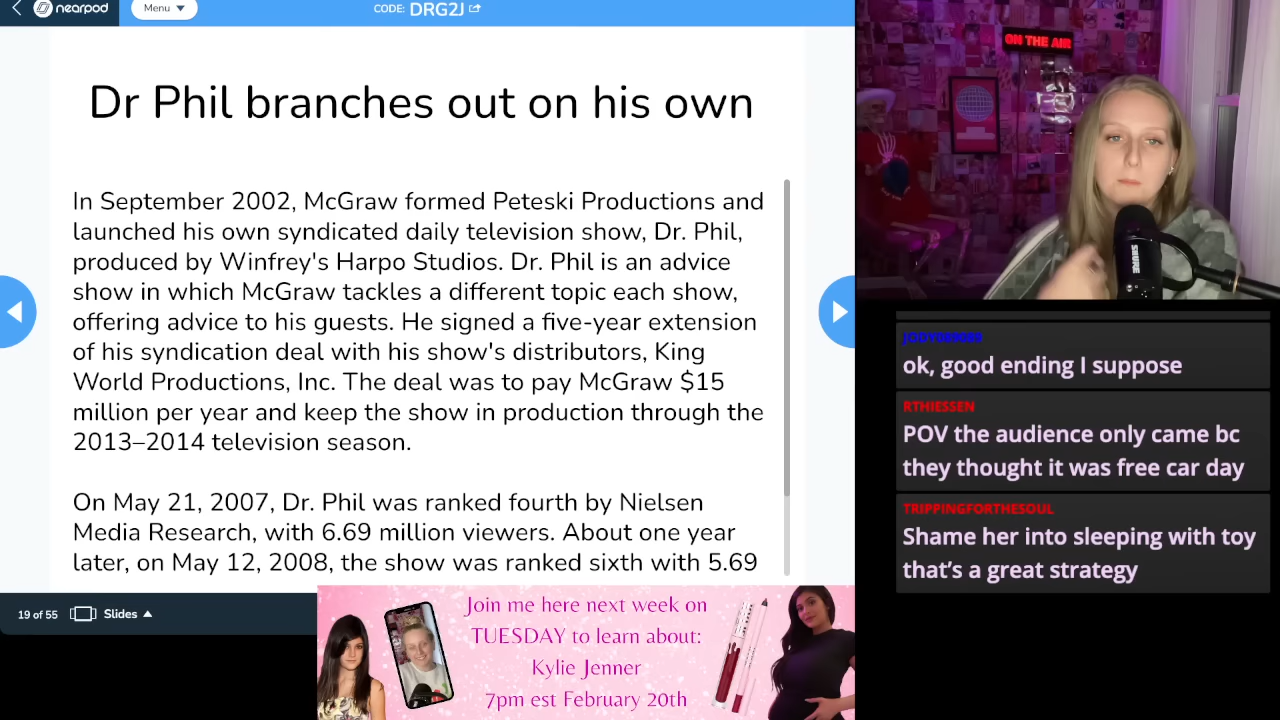 nearpod
Menu
CODE: DRG2J
ON THE AIR
Dr Phil branches out on his own
In September 2002, McGraw formed Peteski Productions and
launched his own syndicated daily television show, Dr. Phil,
produced by Winfrey's Harpo Studios. Dr. Phil is an advice
show in which McGraw tackles a different topic each show,
offering advice to his guests. He signed a five-year extension
of his syndication deal with his show's distributors, King
World Productions, Inc. The deal was to pay McGraw $15
million per year and keep the show in production through the
2013–2014 television season.
On May 21, 2007, Dr. Phil was ranked fourth by Nielsen
Media Research, with 6.69 million viewers. About one year
later, on May 12, 2008, the show was ranked sixth with 5.69
19 of 55
Slides
SHURE
ok, good ending I suppose
RTHIESSEN
POV the audience only came bc
they thought it was free car day
TRIPPINGFORTHESOUL
Shame her into sleeping with toy
that's a great strategy
Join me here next week on
TUESDAY to learn about:
Kylie Jenner
7pm est February 20th